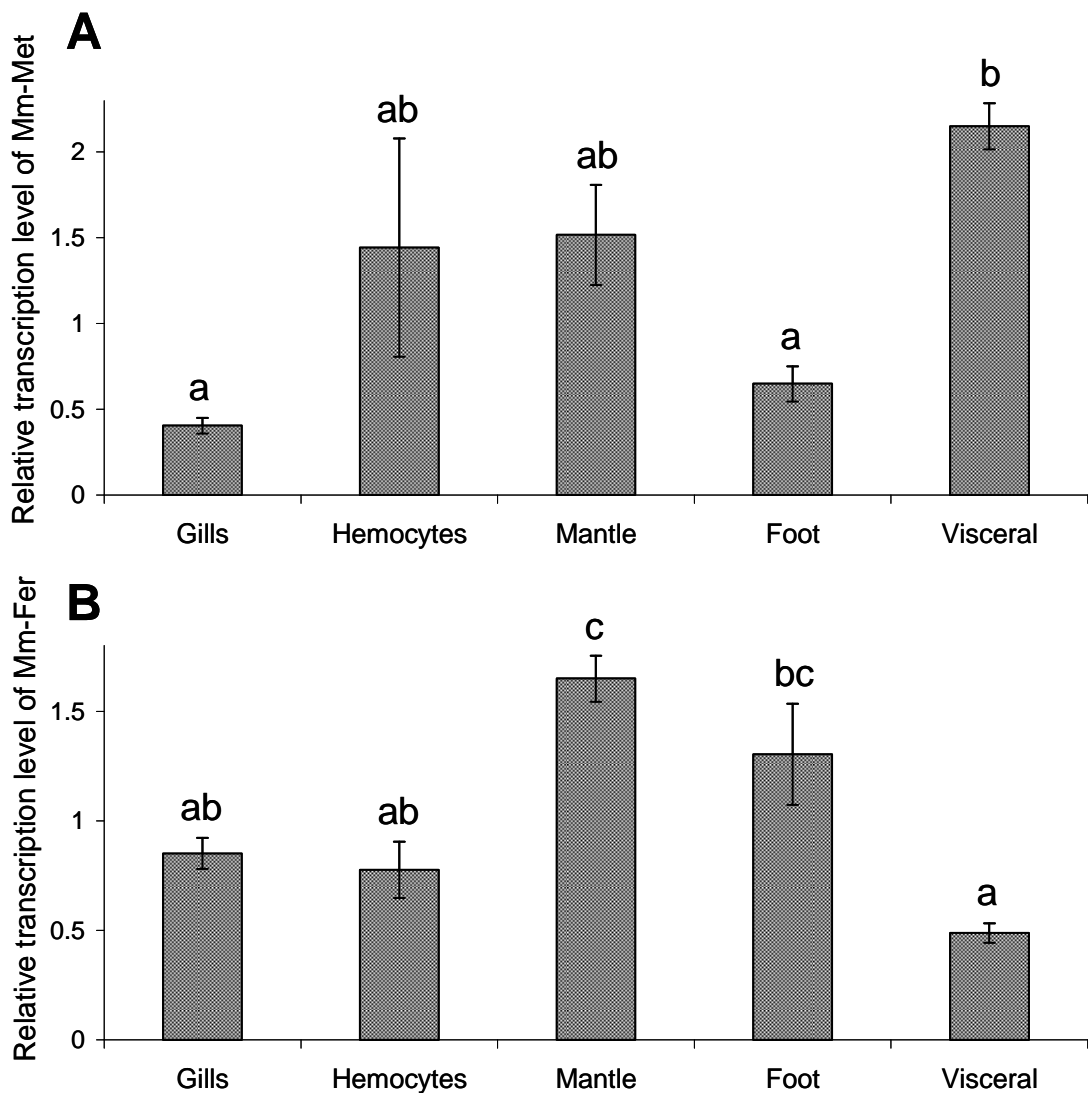 A
Relative transcription level of Mm-Met
2
1.5
1
0.5
0
a
ab
ab
a
b
Gills Hemocytes Mantle Foot Visceral
B
Relative transcription level of Mm-Fer
1.5
1
0.5
0
ab
ab
c
bc
a
Gills Hemocytes Mantle Foot Visceral